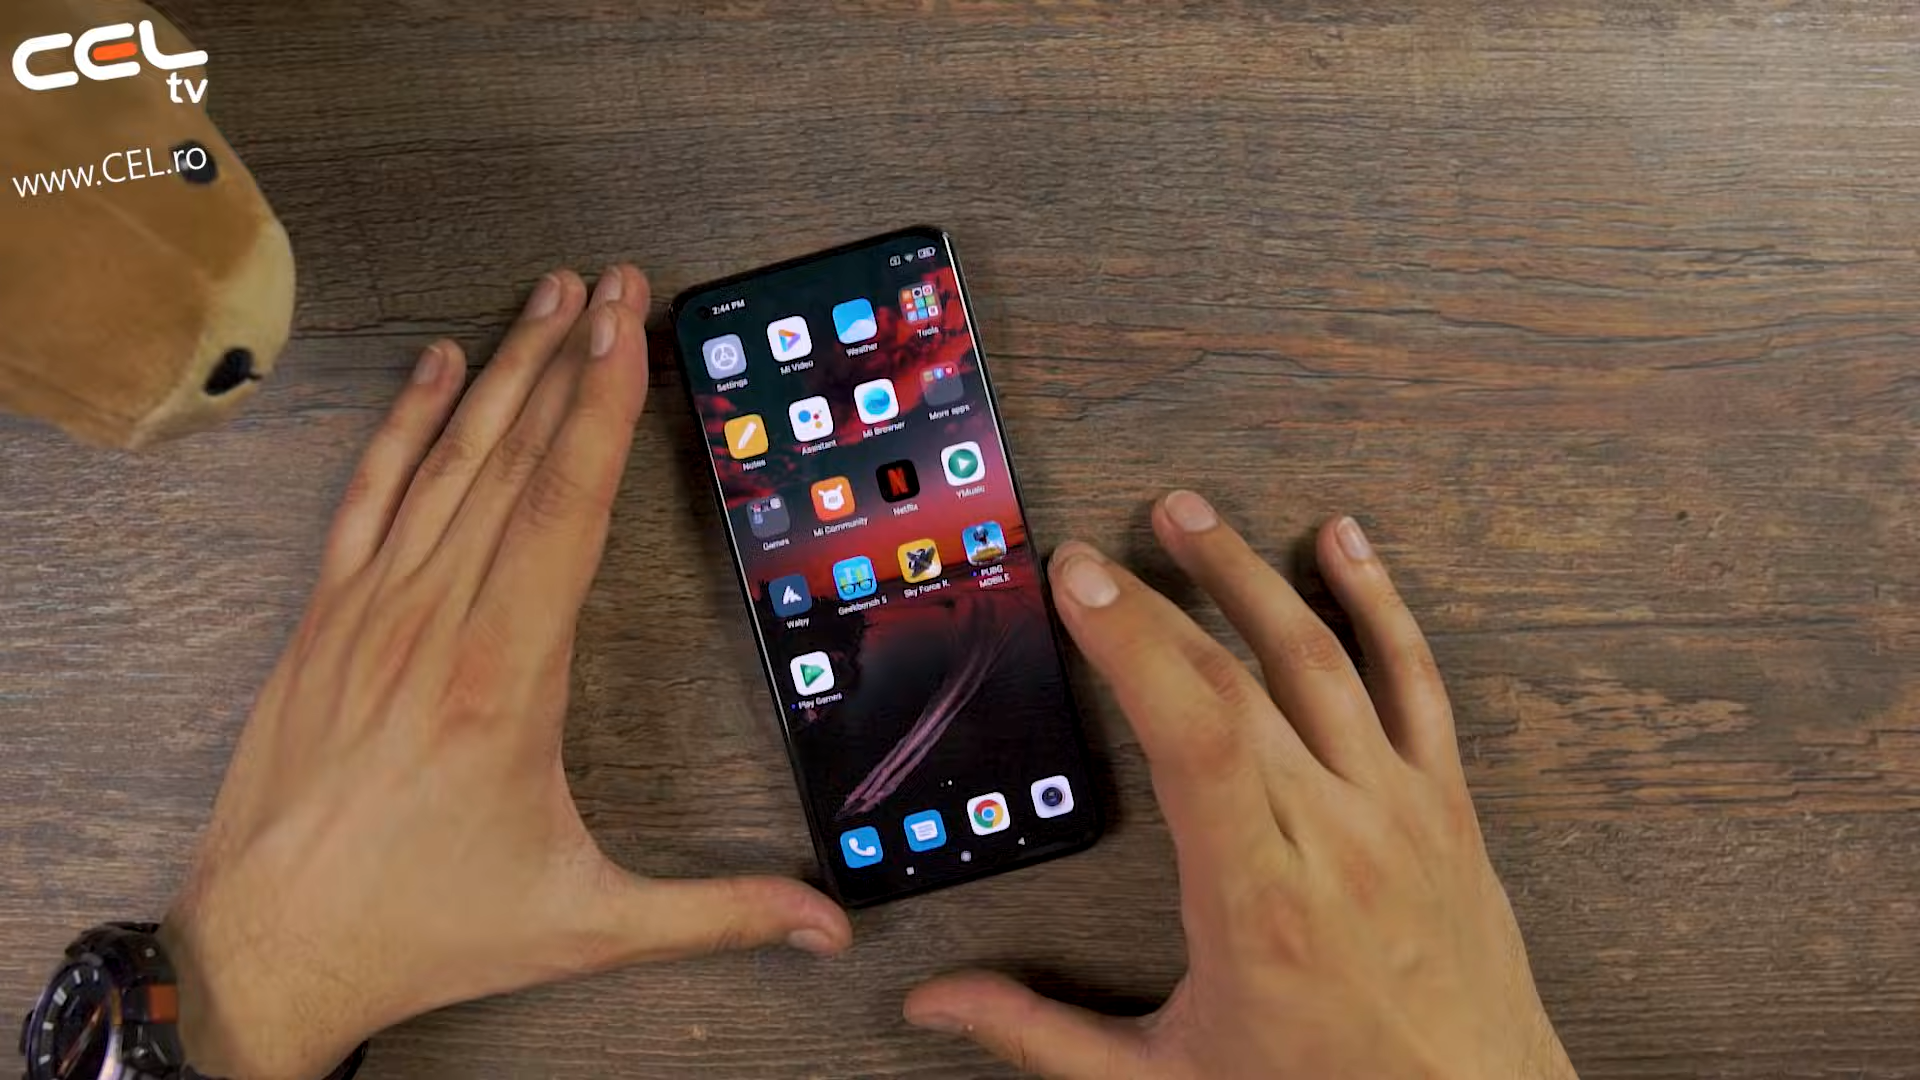 CEL
tv
www.CEL.ro
2:44 PM
Settings
Mi Video
Weather
Tools
Notes
Assistant
Mi Browser
More apps
Games
Mi Community
Netflix
YMusic
Walpy
Geekbench 5
Sky Force R.
PUBG
MOBILE
Play Games